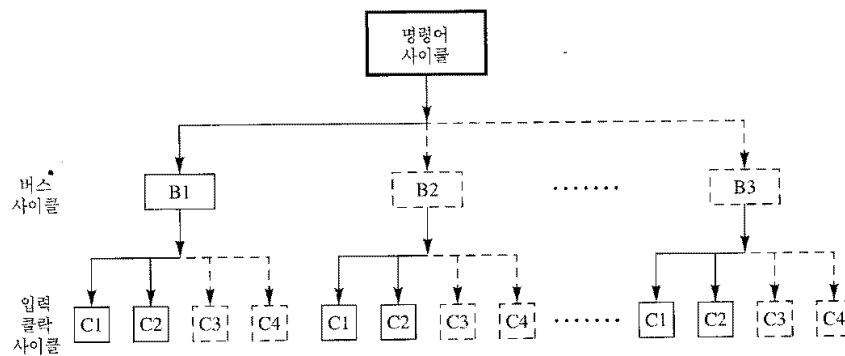 명령어
사이클
버스
사이클
B1
B2
.......
B3
입력
클락
사이클
C1
C2
C3
C4
C1
C2
C3
C4
.......
C1
C2
C3
C4